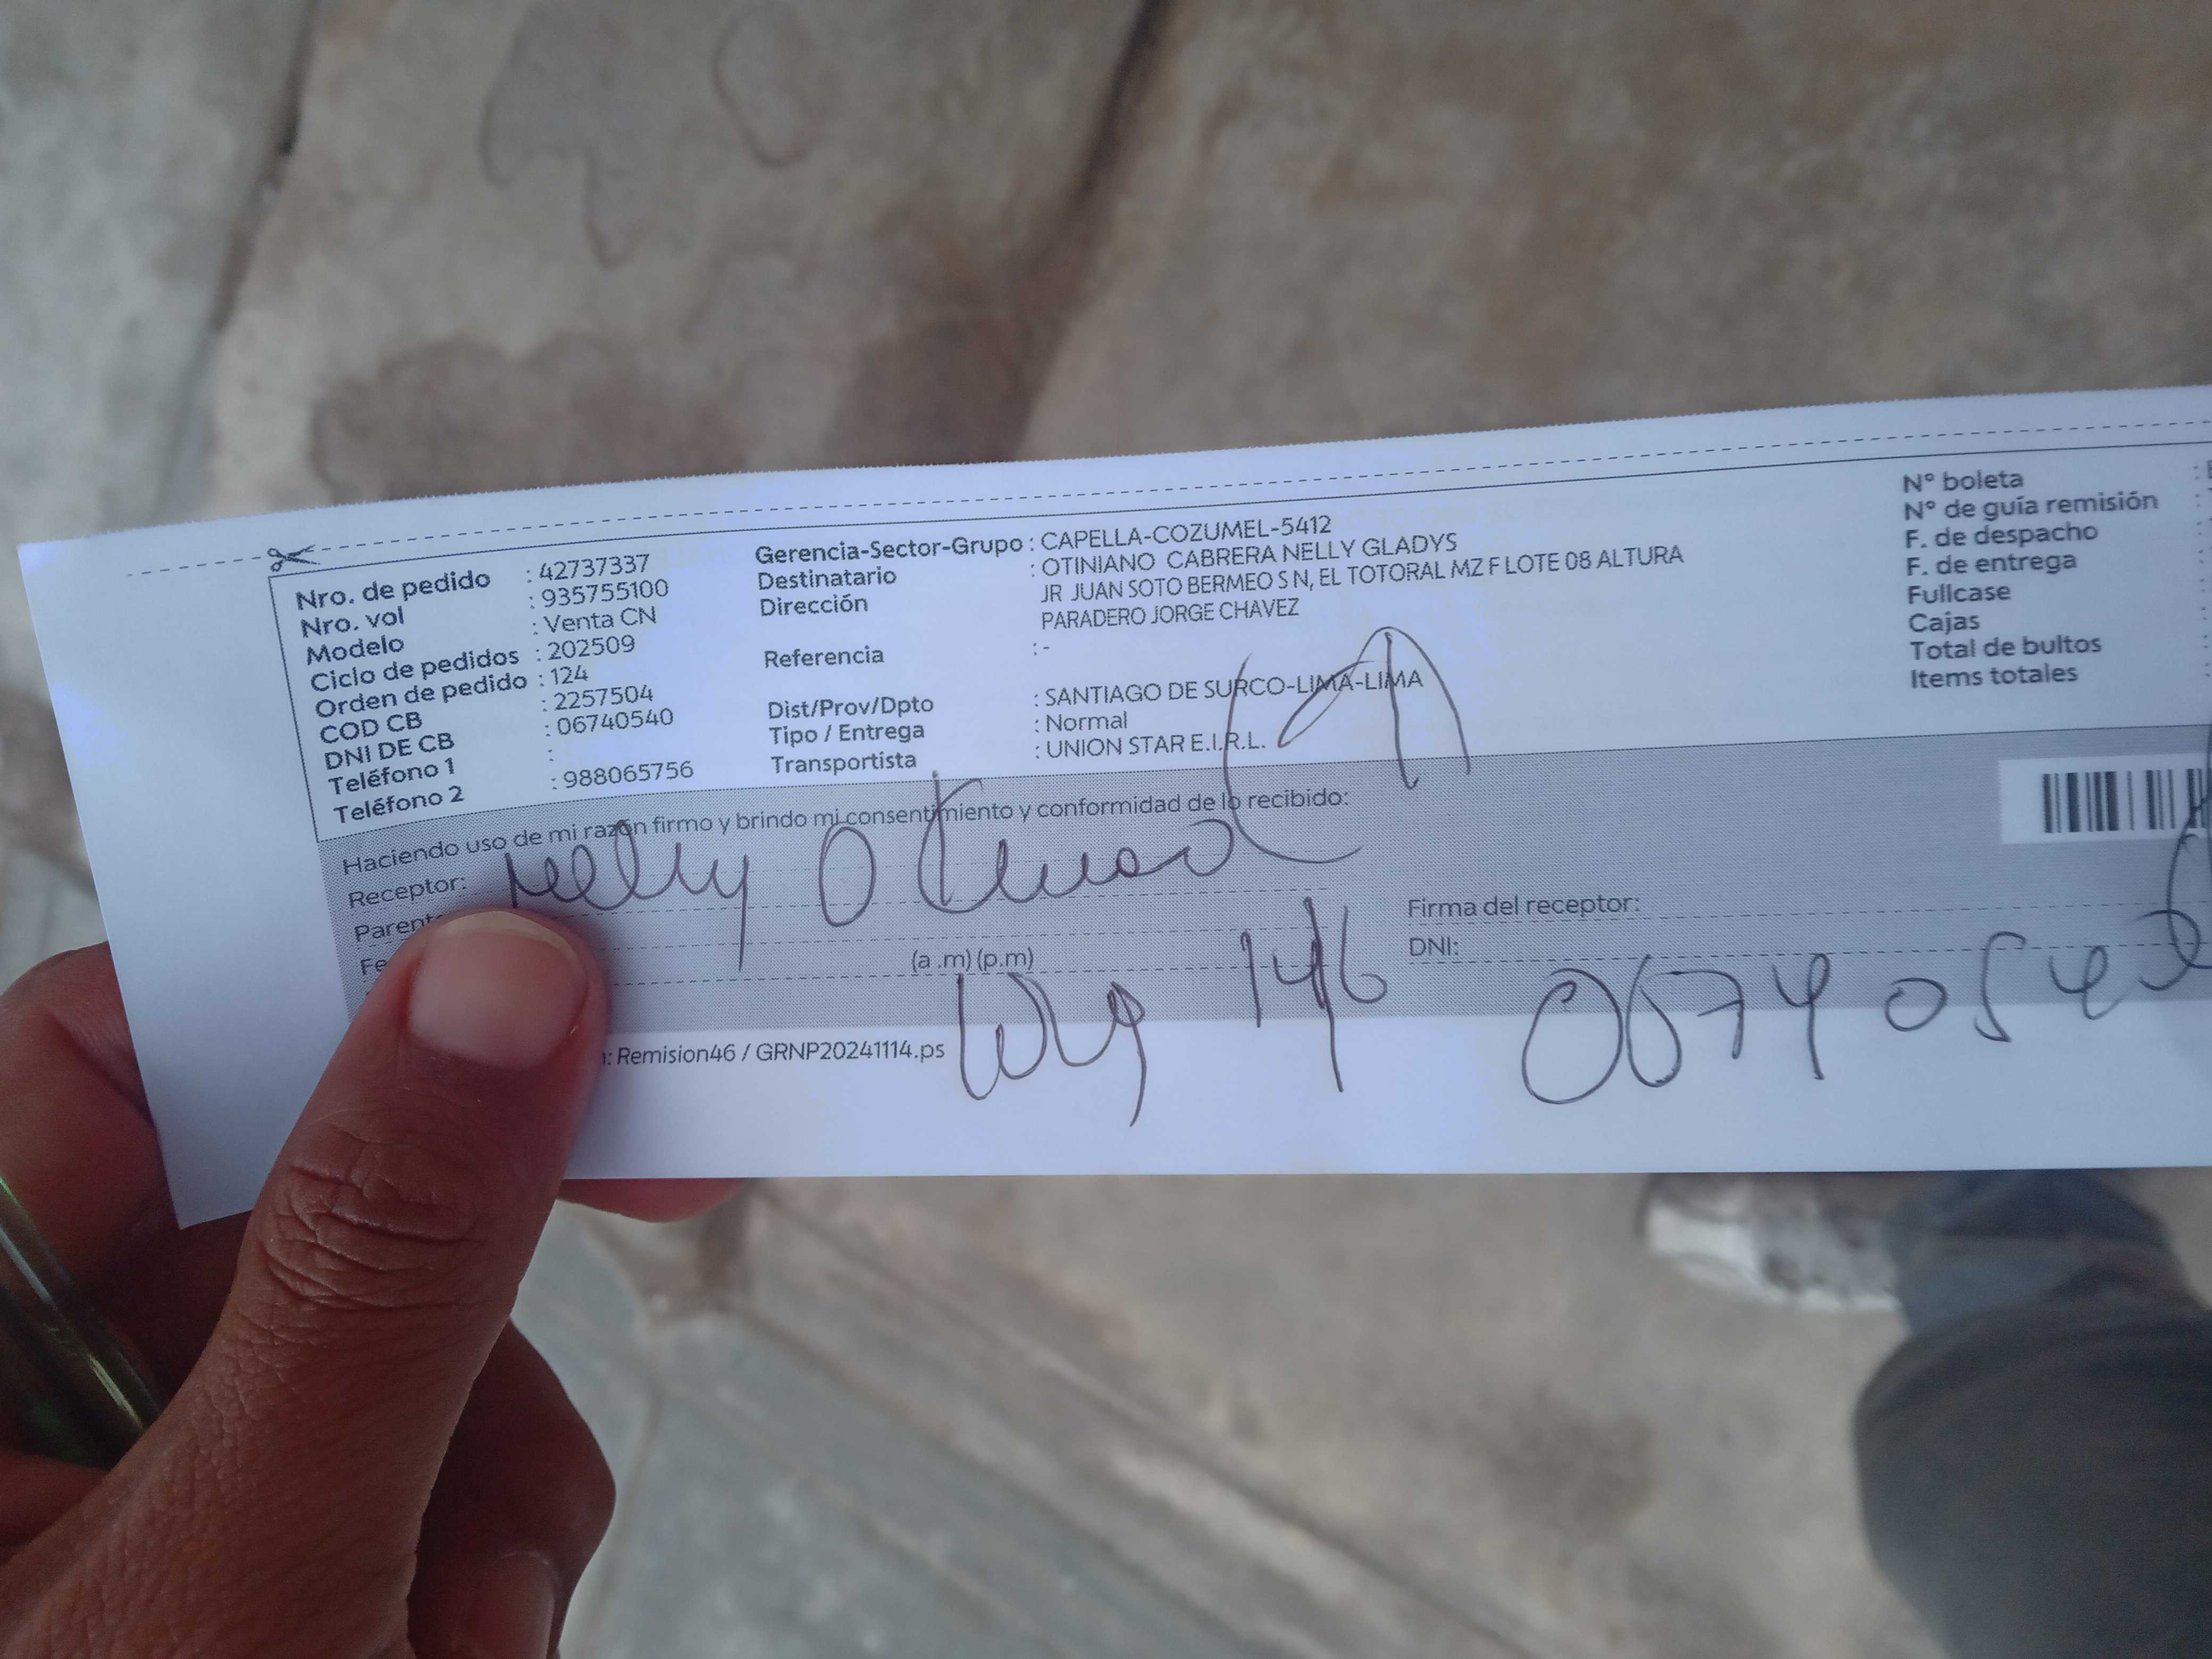 Nro. de pedido : 42737337
Nro. vol : 935755100
Modelo : Venta CN
Ciclo de pedidos : 202509
Orden de pedido : 124
COD CB : 2257504
DNI DE CB : 06740540
Teléfono 1 :
Teléfono 2 : 988065756
Gerencia-Sector-Grupo : CAPELLA-COZUMEL-5412
Destinatario : OTINIANO CABRERA NELLY GLADYS
Dirección JR JUAN SOTO BERMEO S N, EL TOTORAL MZ F LOTE 08 ALTURA
PARADERO JORGE CHAVEZ
Referencia : -
Dist/Prov/Dpto : SANTIAGO DE SURCO-LIMA-LIMA
Tipo / Entrega : Normal
Transportista : UNION STAR E.I.R.L.
N° boleta :
N° de guía remisión :
F. de despacho :
F. de entrega :
Fullcase
Cajas :
Total de bultos
Items totales :
Haciendo uso de mi razón firmo y brindo mi consentimiento y conformidad de lo recibido:
Receptor: Nelly
(a .m) (p.m)
146
Firma del receptor:
DNI: 06740540
: Remision46 / GRNP20241114.ps